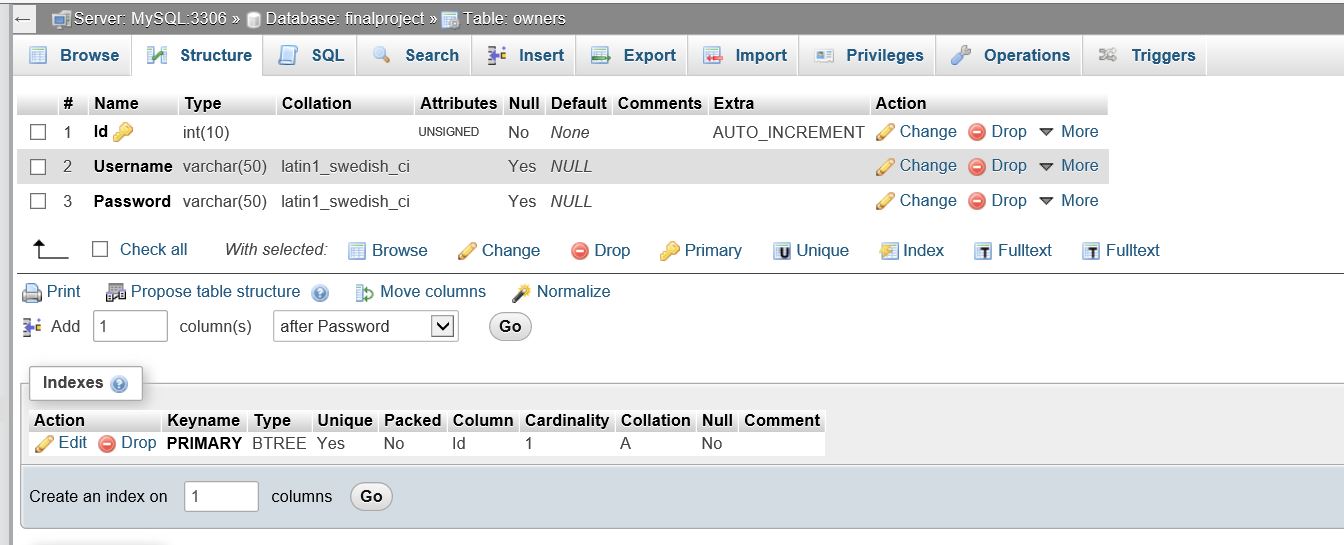 Server: MySQL:3306 » Database: finalproject » Table: owners
Browse Structure SQL Search Insert Export Import Privileges Operations Triggers
# Name Type Collation Attributes Null Default Comments Extra Action
1 Id int(10) UNSIGNED No None AUTO_INCREMENT Change Drop More
2 Username varchar(50) latin1_swedish_ci Yes NULL Change Drop More
3 Password varchar(50) latin1_swedish_ci Yes NULL Change Drop More
Check all With selected: Browse Change Drop Primary Unique Index Fulltext Fulltext
Print Propose table structure Move columns Normalize
Add 1 column(s) after Password Go
Indexes
Action Keyname Type Unique Packed Column Cardinality Collation Null Comment
Edit Drop PRIMARY BTREE Yes No Id 1 A No
Create an index on 1 columns Go